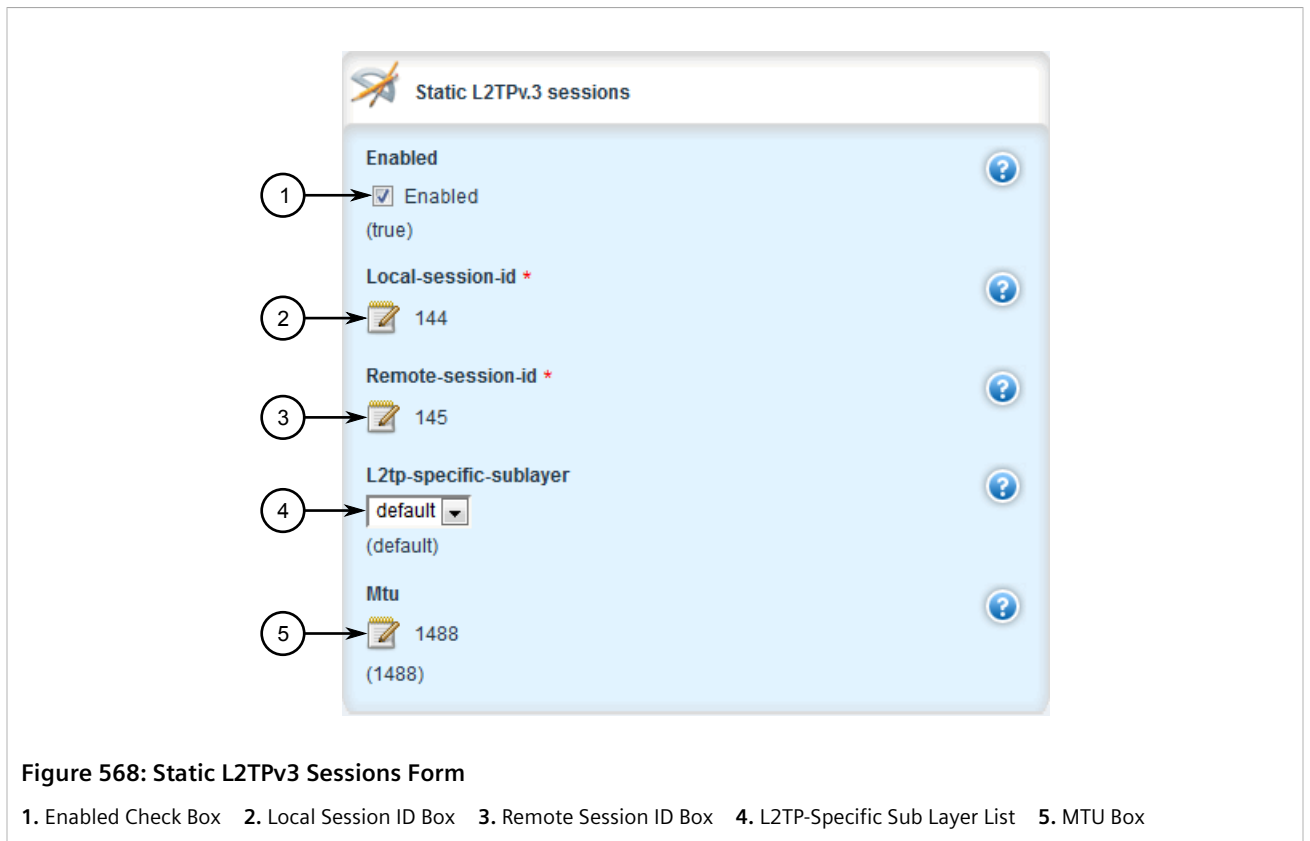 Static L2TPv.3 sessions
Enabled
1
Enabled
(true)
Local-session-id *
2
144
Remote-session-id *
3
145
L2tp-specific-sublayer
4
default
(default)
Mtu
5
1488
(1488)
Figure 568: Static L2TPv3 Sessions Form
1. Enabled Check Box 2. Local Session ID Box 3. Remote Session ID Box 4. L2TP-Specific Sub Layer List 5. MTU Box